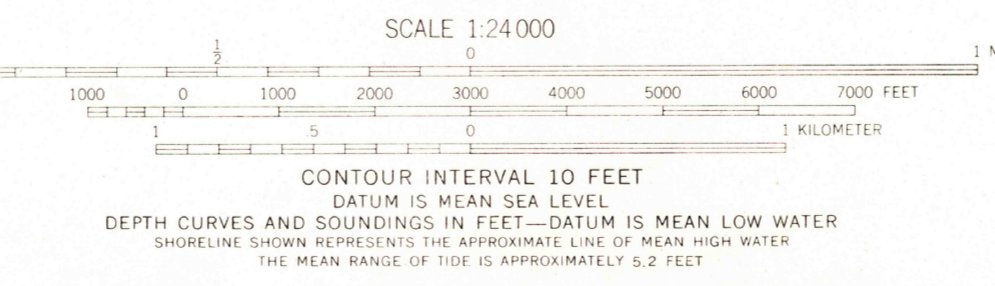 SCALE 1:24 000
½ 0 1
1000 0 1000 2000 3000 4000 5000 6000 7000 FEET
1 .5 0 1 KILOMETER
CONTOUR INTERVAL 10 FEET
DATUM IS MEAN SEA LEVEL
DEPTH CURVES AND SOUNDINGS IN FEET—DATUM IS MEAN LOW WATER
SHORELINE SHOWN REPRESENTS THE APPROXIMATE LINE OF MEAN HIGH WATER
THE MEAN RANGE OF TIDE IS APPROXIMATELY 5.2 FEET